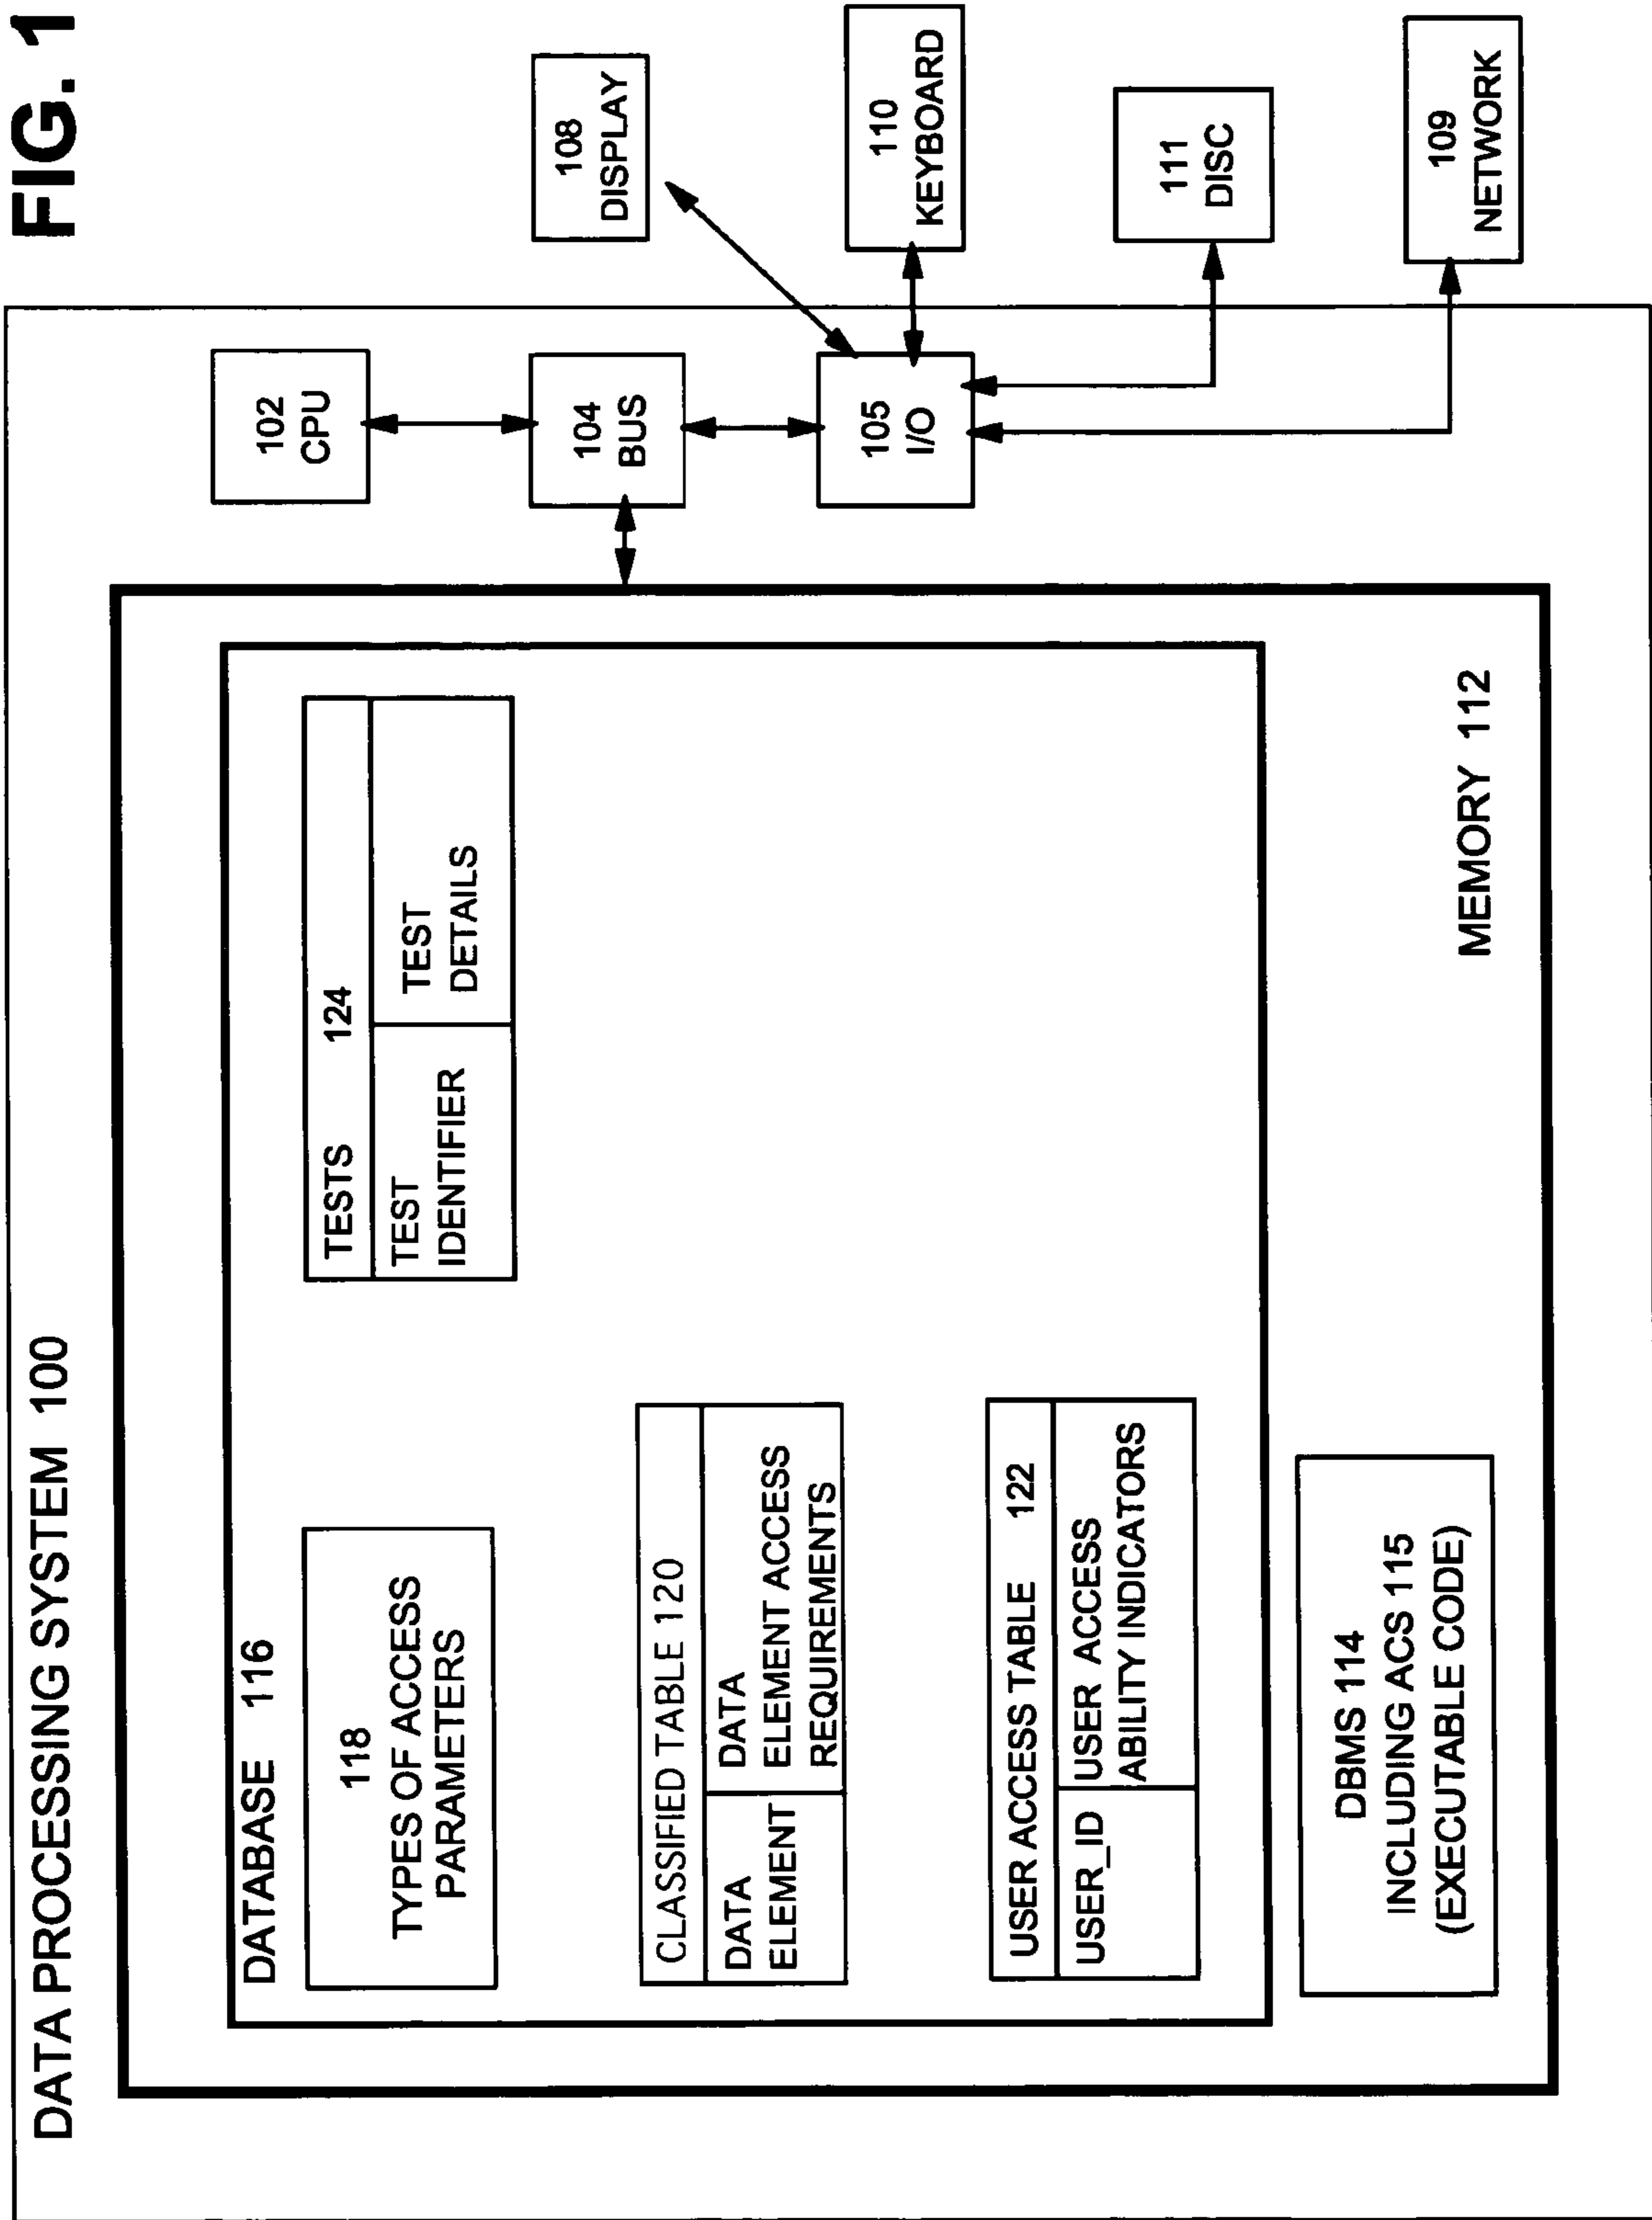 FIG. 1
DATA PROCESSING SYSTEM 100
DATABASE 116
118
TYPES OF ACCESS
PARAMETERS
TESTS 124
TEST
IDENTIFIER
TEST
DETAILS
CLASSIFIED TABLE 120
DATA
ELEMENT
DATA
ELEMENT ACCESS
REQUIREMENTS
USER ACCESS TABLE 122
USER_ID
USER ACCESS
ABILITY INDICATORS
DBMS 114
INCLUDING ACS 115
(EXECUTABLE CODE)
MEMORY 112
102
CPU
104
BUS
105
I/O
108
DISPLAY
110
KEYBOARD
111
DISC
109
NETWORK